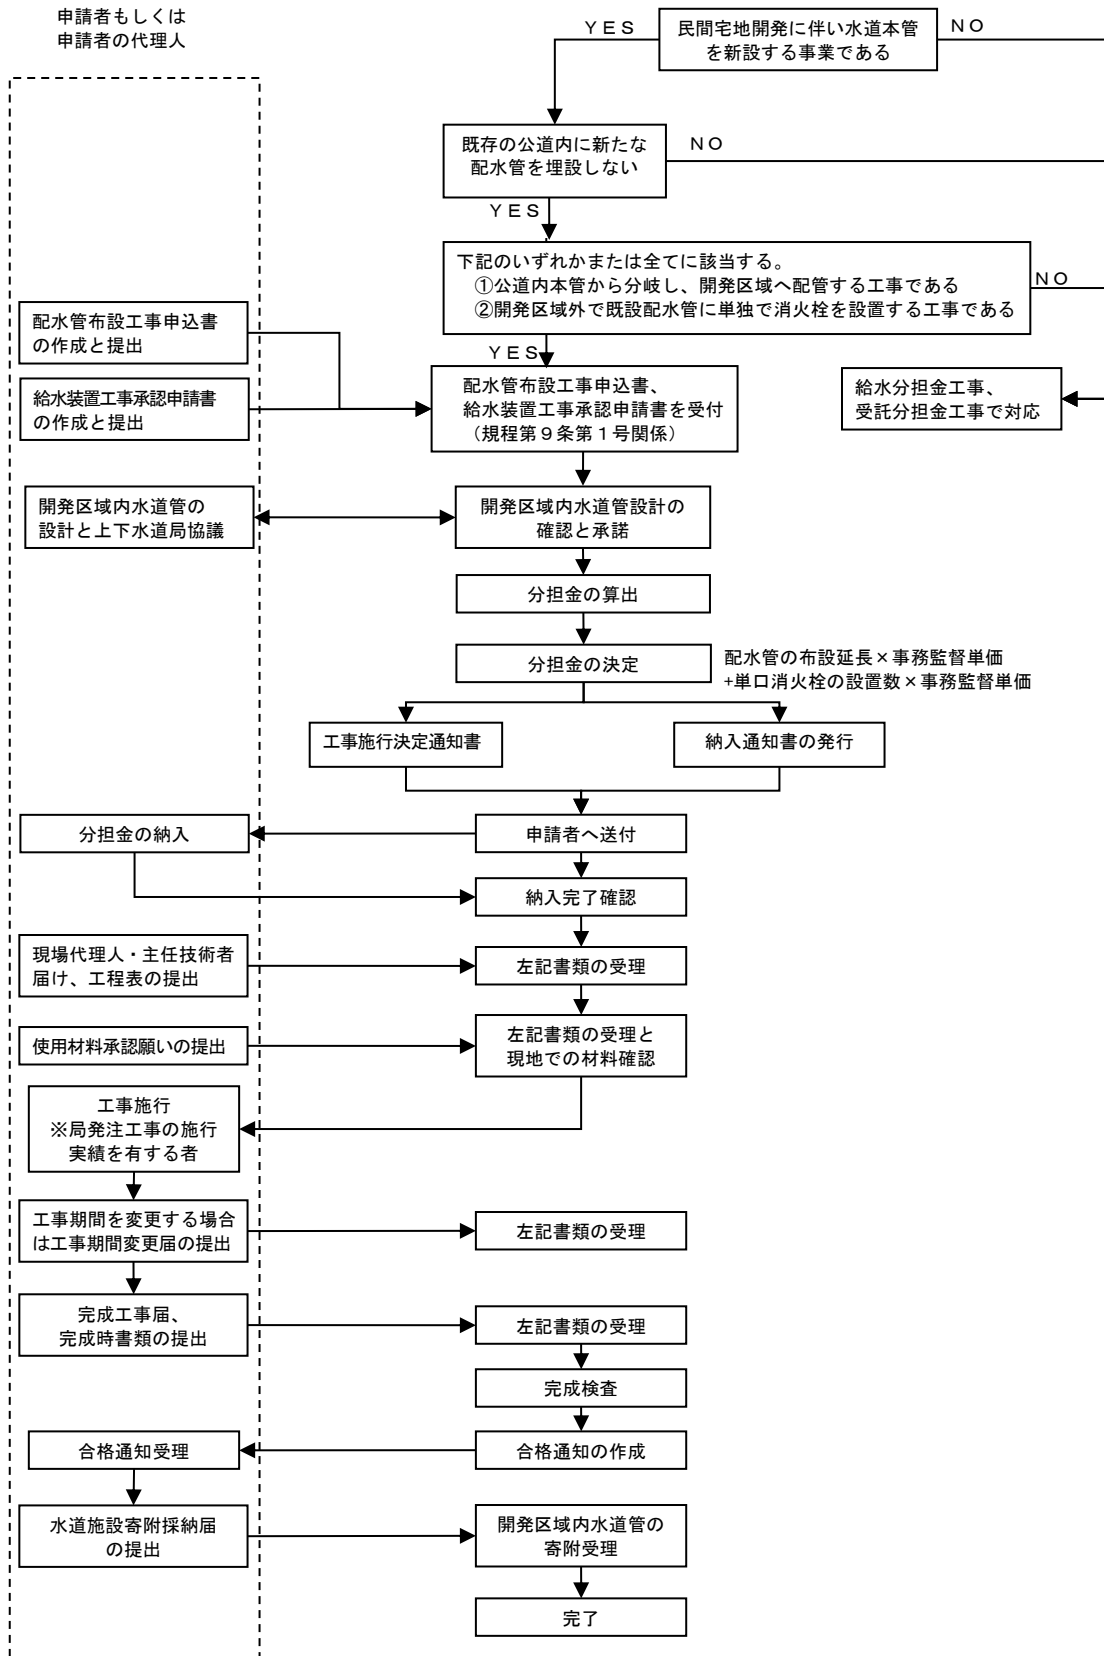 申請者もしくは
申請者の代理人
ＹＥＳ
民間宅地開発に伴い水道本管
を新設する事業である
ＮＯ
既存の公道内に新たな
配水管を埋設しない
ＮＯ
ＹＥＳ
下記のいずれかまたは全てに該当する。
①公道内本管から分岐し、開発区域へ配管する工事である
②開発区域外で既設配水管に単独で消火栓を設置する工事である
ＮＯ
配水管布設工事申込書
の作成と提出
ＹＥＳ
給水装置工事承認申請書
の作成と提出
配水管布設工事申込書、
給水装置工事承認申請書を受付
（規程第９条第１号関係）
給水分担金工事、
受託分担金工事で対応
開発区域内水道管の
設計と上下水道局協議
開発区域内水道管設計の
確認と承諾
分担金の算出
分担金の決定
配水管の布設延長×事務監督単価
+単口消火栓の設置数×事務監督単価
工事施行決定通知書
納入通知書の発行
分担金の納入
申請者へ送付
納入完了確認
現場代理人・主任技術者
届け、工程表の提出
左記書類の受理
使用材料承認願いの提出
左記書類の受理と
現地での材料確認
工事施行
※局発注工事の施行
実績を有する者
工事期間を変更する場合
は工事期間変更届の提出
左記書類の受理
完成工事届、
完成時書類の提出
左記書類の受理
完成検査
合格通知受理
合格通知の作成
水道施設寄附採納届
の提出
開発区域内水道管の
寄附受理
完了